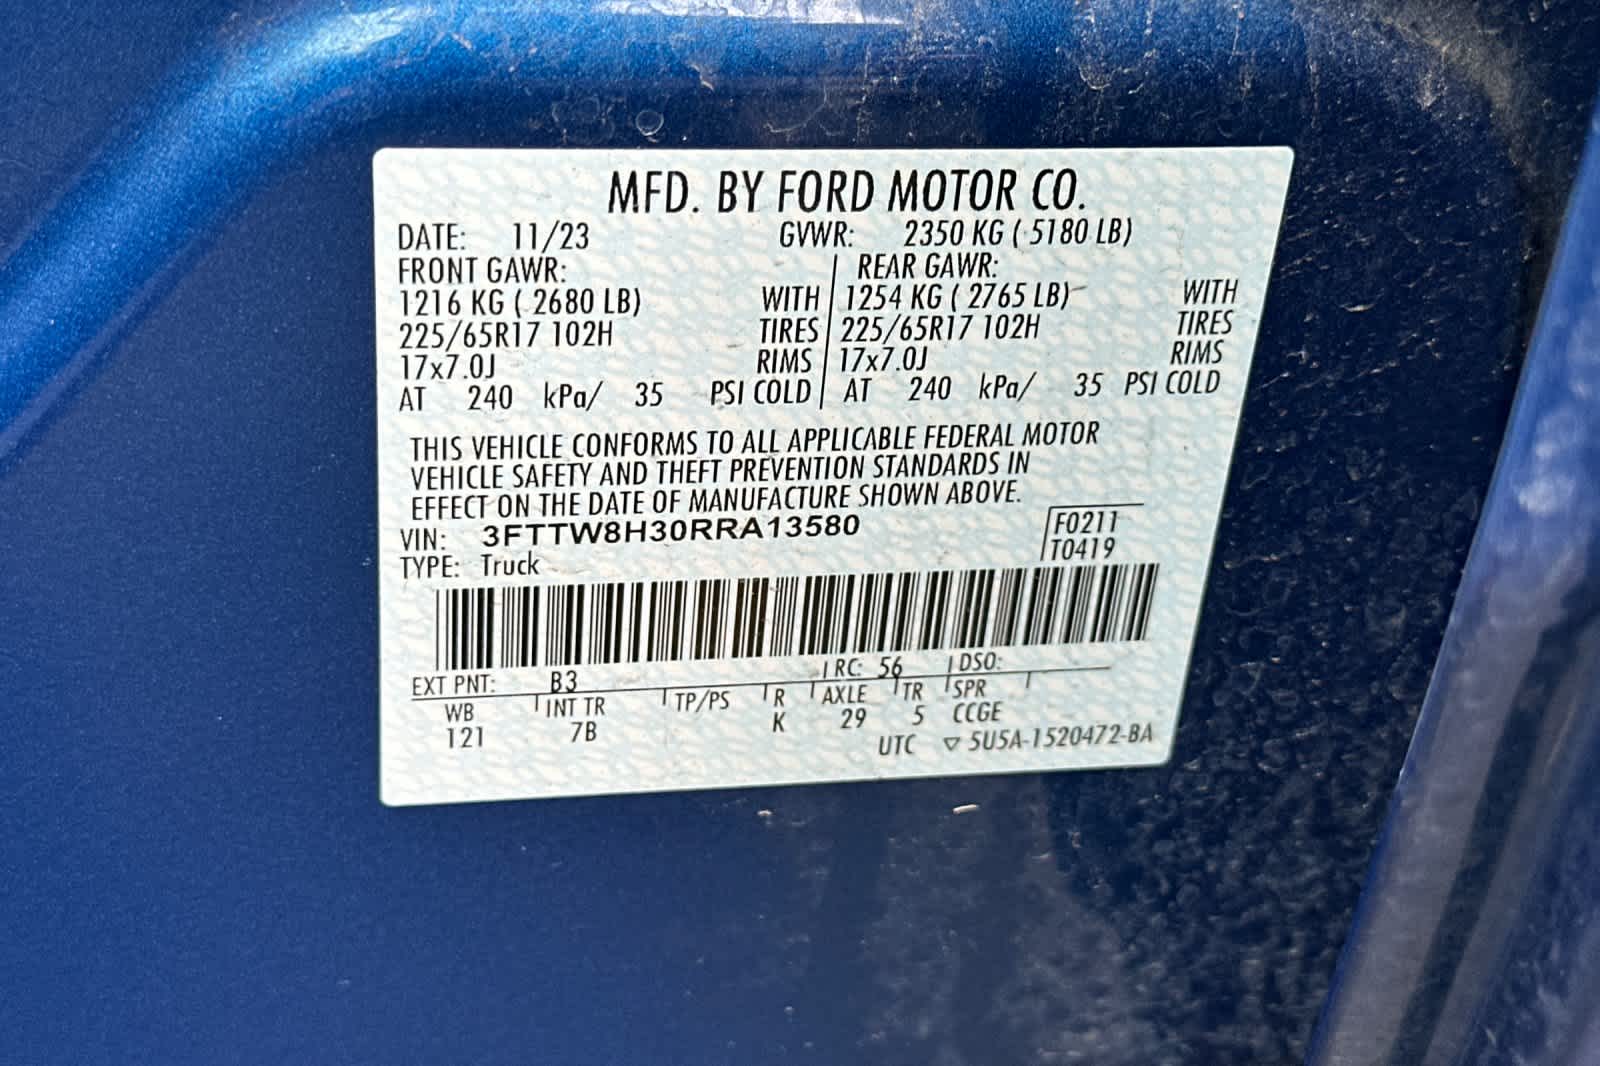 MFD. BY FORD MOTOR CO.
DATE: 11/23 GVWR: 2350 KG ( 5180 LB)
FRONT GAWR: REAR GAWR:
1216 KG ( 2680 LB) WITH 1254 KG ( 2765 LB) WITH
225/65R17 102H TIRES 225/65R17 102H TIRES
17x7.0J RIMS 17x7.0J RIMS
AT 240 kPa/ 35 PSI COLD AT 240 kPa/ 35 PSI COLD
THIS VEHICLE CONFORMS TO ALL APPLICABLE FEDERAL MOTOR
VEHICLE SAFETY AND THEFT PREVENTION STANDARDS IN
EFFECT ON THE DATE OF MANUFACTURE SHOWN ABOVE.
VIN: 3FTTW8H30RRA13580 F0211
TYPE: Truck T0419
EXT PNT: B3 RC: 56 DSO:
WB INT TR TP/PS R AXLE TR SPR
121 7B K 29 5 CCGE
UTC ▽ 5U5A-1520472-BA